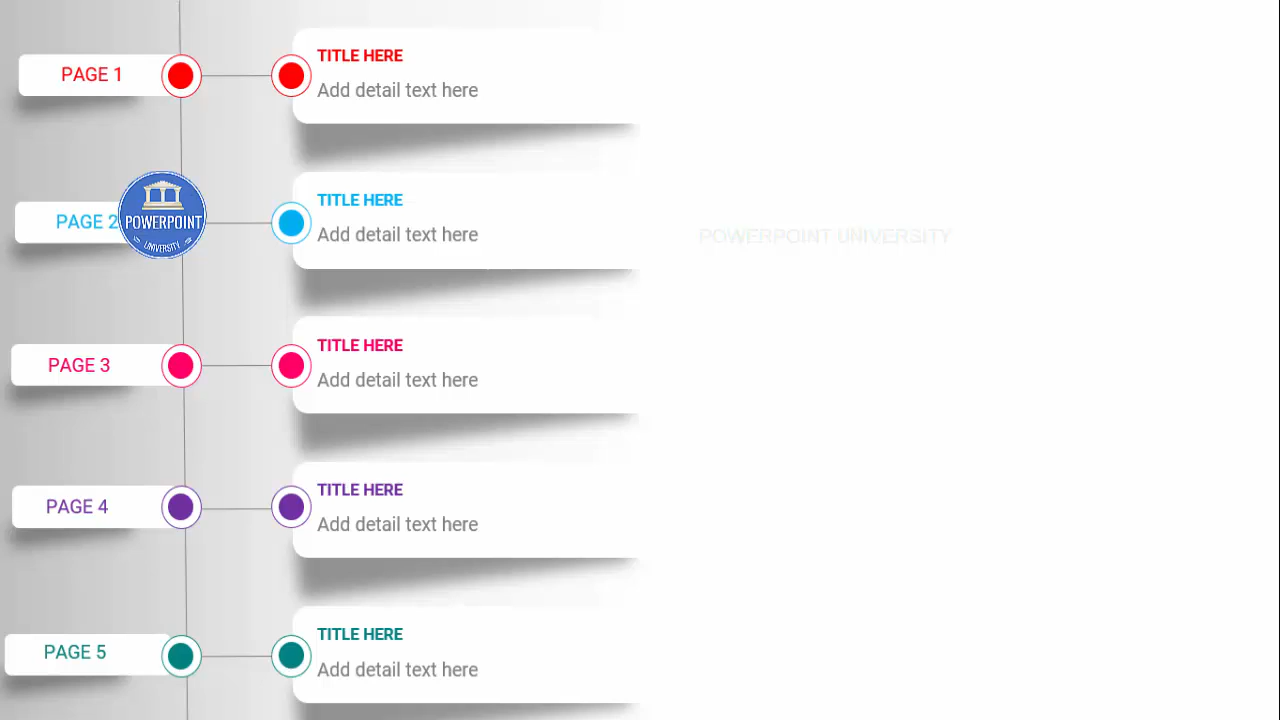 PAGE 1
TITLE HERE
Add detail text here
PAGE 2
POWERPOINT
UNIVERSITY
TITLE HERE
Add detail text here
POWERPOINT UNIVERSITY
PAGE 3
TITLE HERE
Add detail text here
PAGE 4
TITLE HERE
Add detail text here
PAGE 5
TITLE HERE
Add detail text here